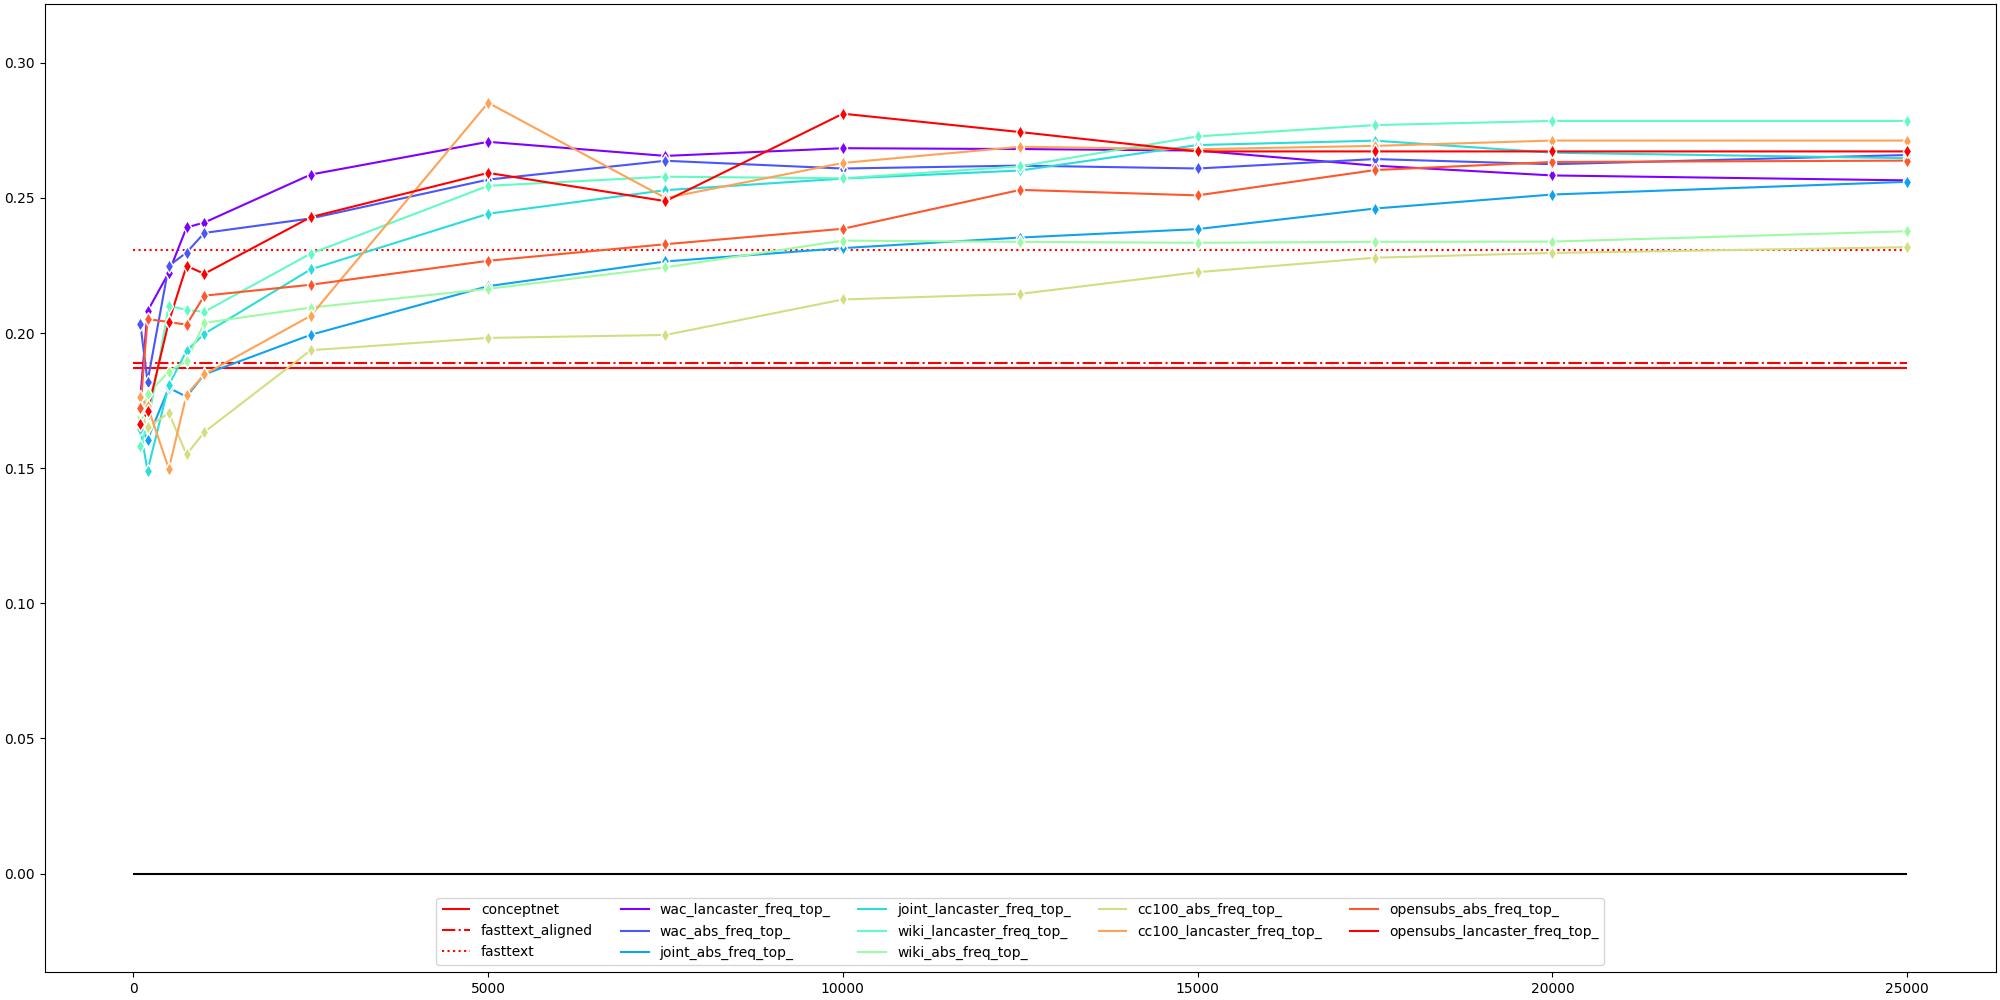 0.30
0.25
0.20
0.15
0.10
0.05
0.00
conceptnet
fasttext_aligned
fasttext
wac_lancaster_freq_top_
wac_abs_freq_top_
joint_abs_freq_top_
joint_lancaster_freq_top_
wiki_lancaster_freq_top_
wiki_abs_freq_top_
cc100_abs_freq_top_
cc100_lancaster_freq_top_
opensubs_abs_freq_top_
opensubs_lancaster_freq_top_
0 5000 10000 15000 20000 25000